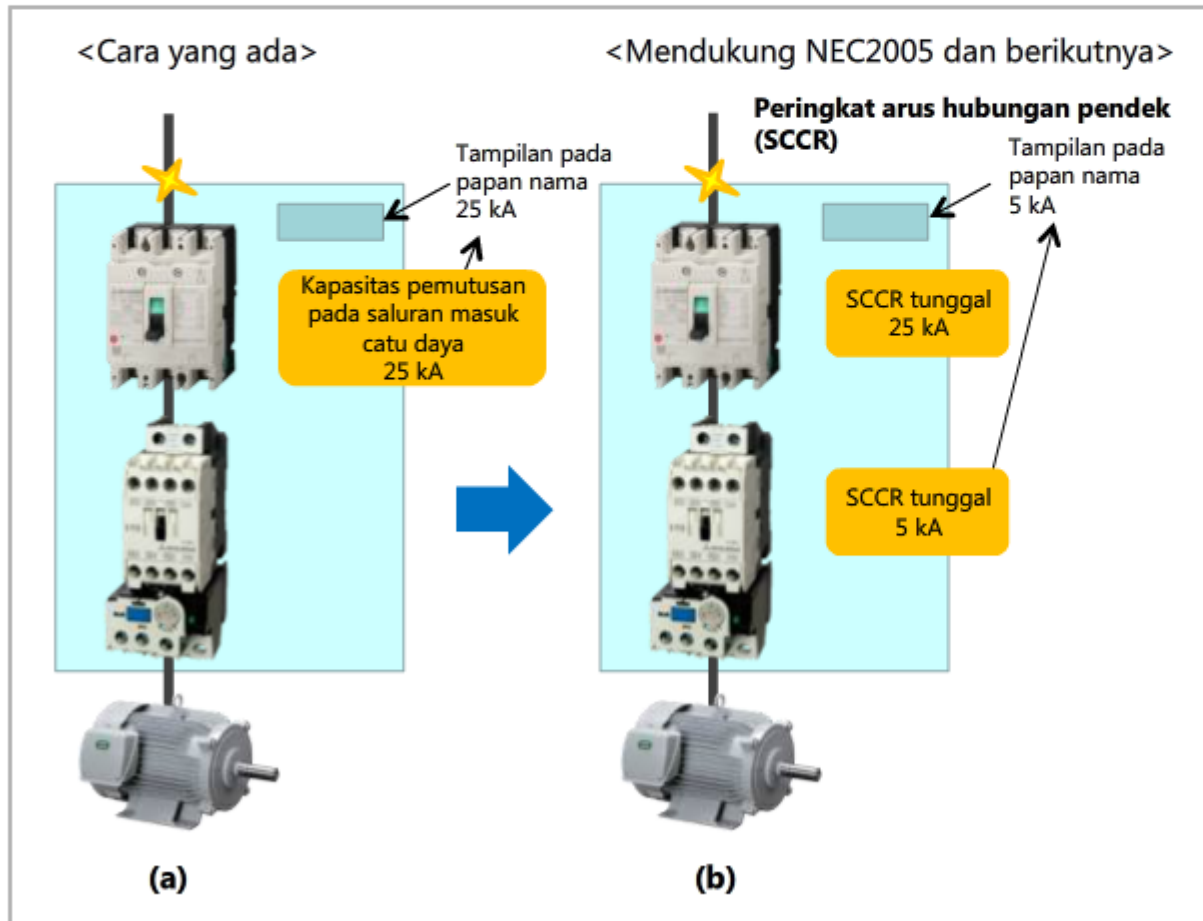 <Cara yang ada>
Tampilan pada
papan nama
25 kA
Kapasitas pemutusan
pada saluran masuk
catu daya
25 kA
(a)
<Mendukung NEC2005 dan berikutnya>
Peringkat arus hubungan pendek
(SCCR)
Tampilan pada
papan nama
5 kA
SCCR tunggal
25 kA
SCCR tunggal
5 kA
(b)